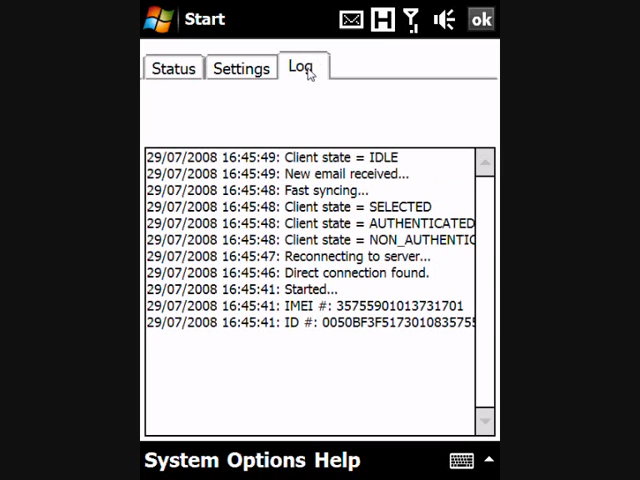 Start
H
ok
Status Settings Log
29/07/2008 16:45:49: Client state = IDLE
29/07/2008 16:45:49: New email received...
29/07/2008 16:45:48: Fast syncing...
29/07/2008 16:45:48: Client state = SELECTED
29/07/2008 16:45:48: Client state = AUTHENTICATED
29/07/2008 16:45:48: Client state = NON_AUTHENTIC
29/07/2008 16:45:47: Reconnecting to server...
29/07/2008 16:45:46: Direct connection found.
29/07/2008 16:45:41: Started...
29/07/2008 16:45:41: IMEI #: 35755901013731701
29/07/2008 16:45:41: ID #: 0050BF3F5173010835755
System Options Help